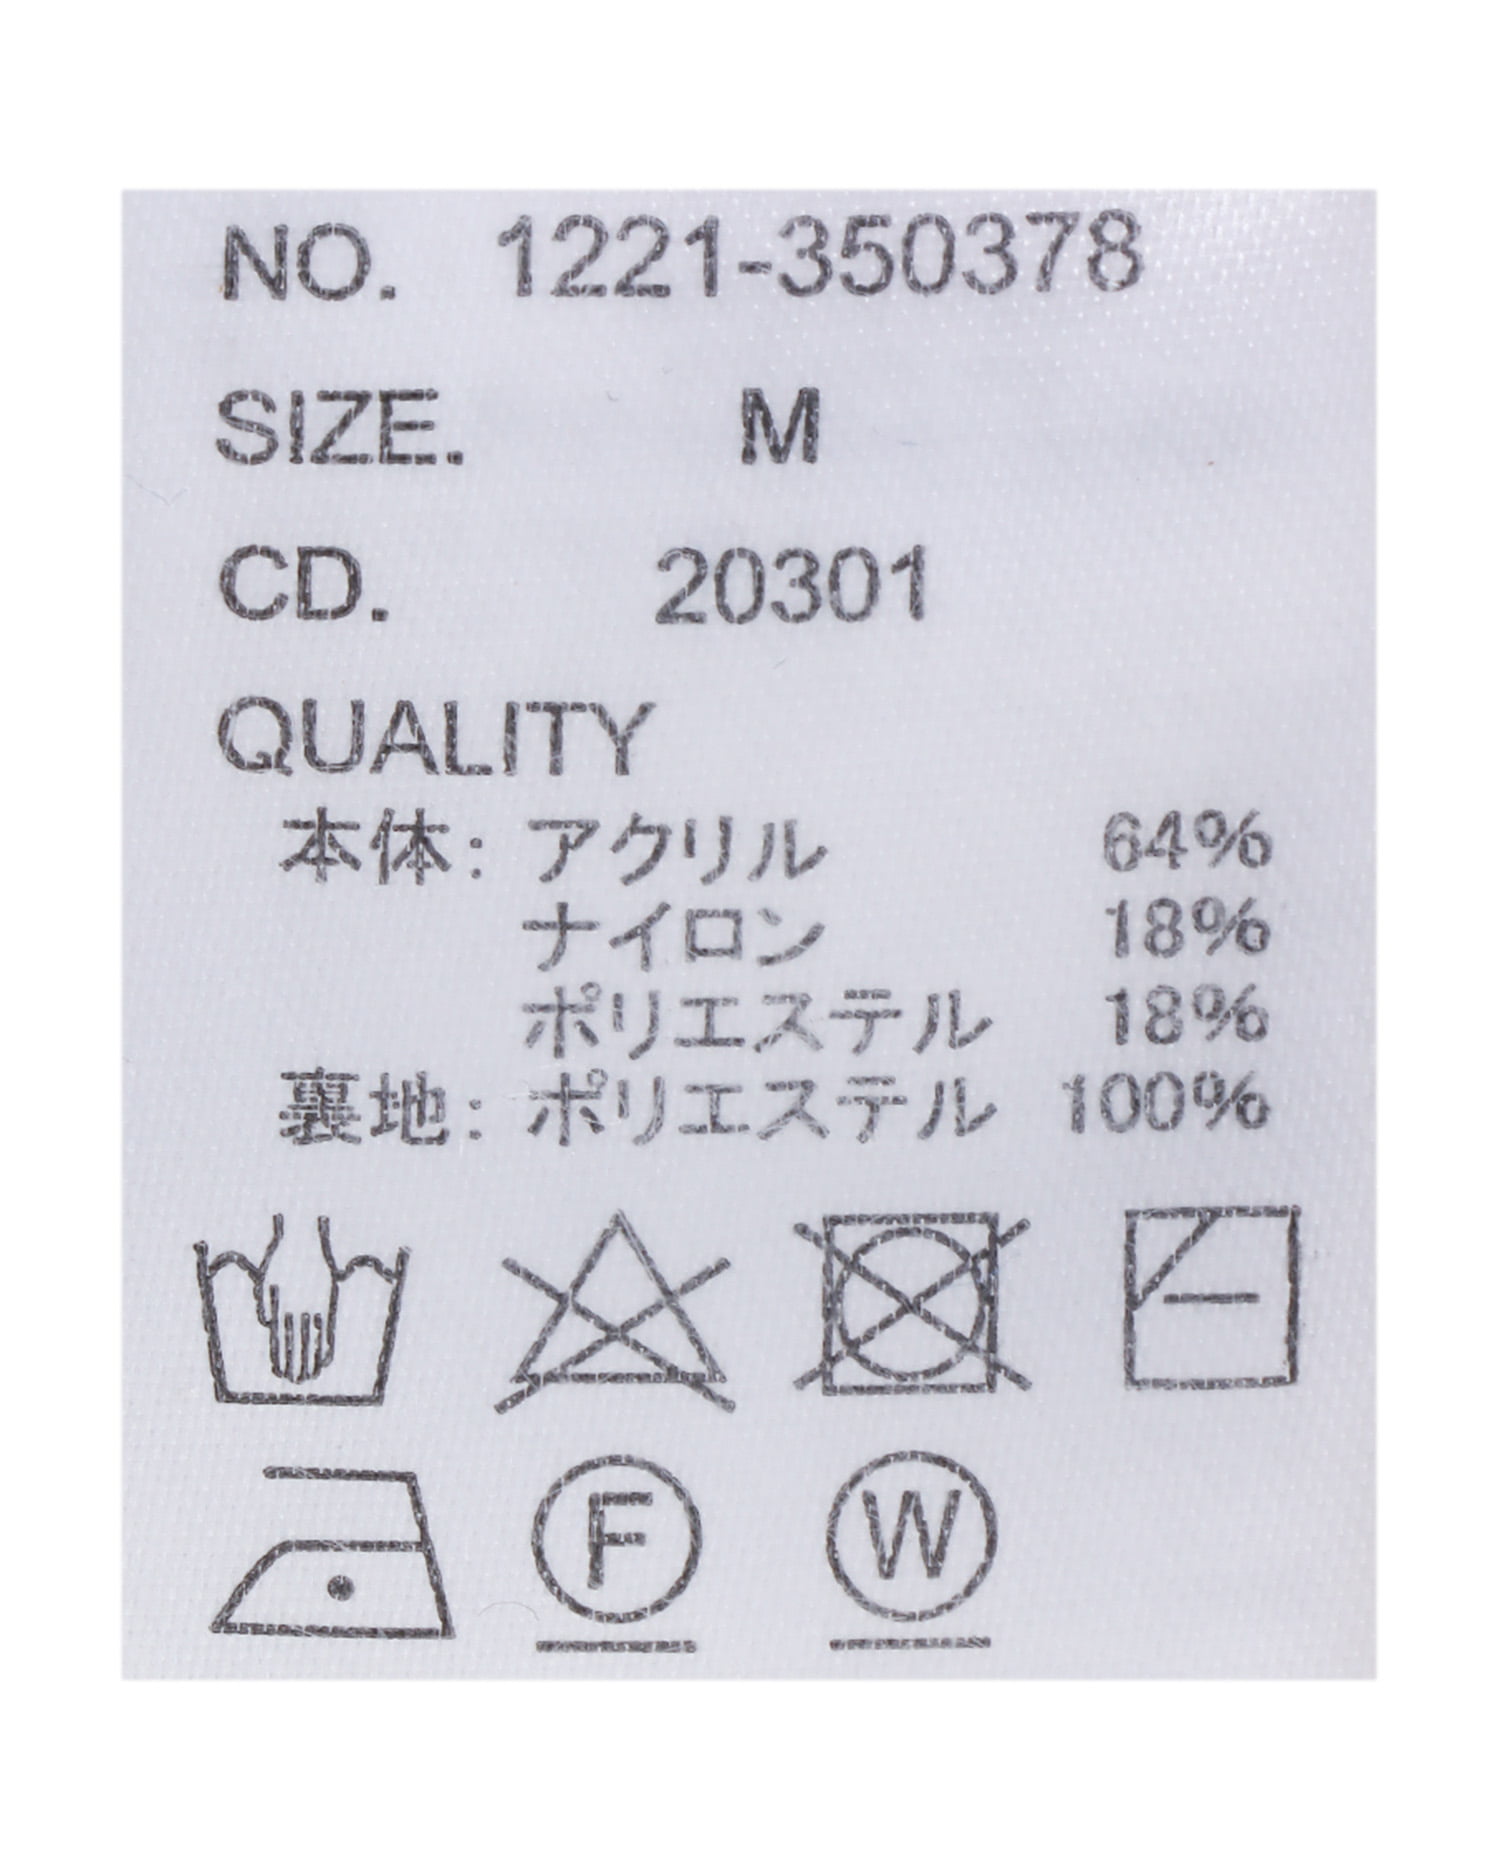 NO. 1221-350378
SIZE. M
CD. 20301
QUALITY
本体: アクリル 64%
ナイロン 18%
ポリエステル 18%
裏地: ポリエステル 100%
F W